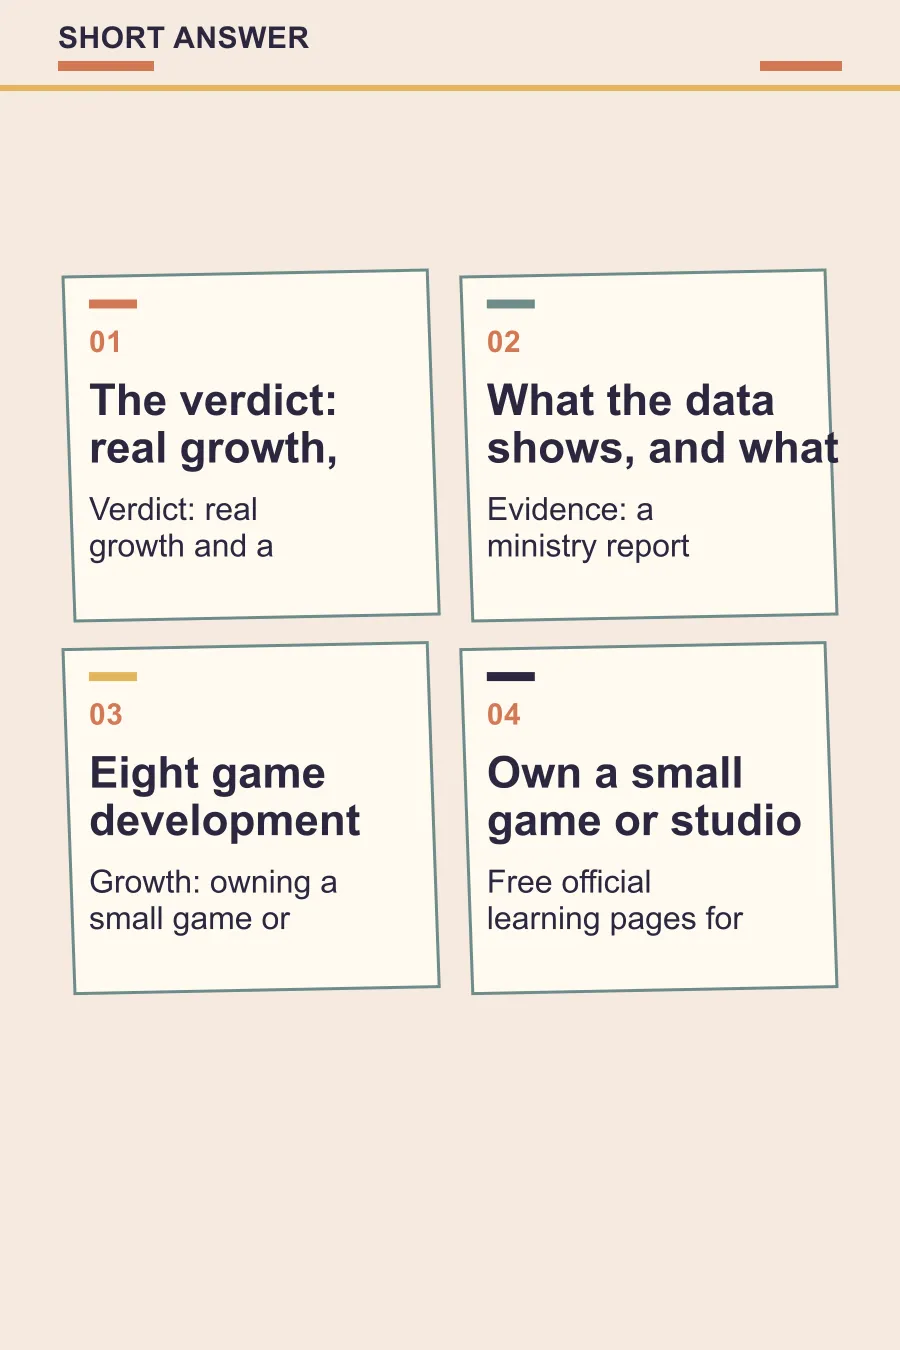 SHORT ANSWER
01
The verdict:
real growth,
Verdict: real
growth and a
02
What the data
shows, and what
Evidence: a
ministry report
03
Eight game
development
Growth: owning a
small game or
04
Own a small
game or studio
Free official
learning pages for